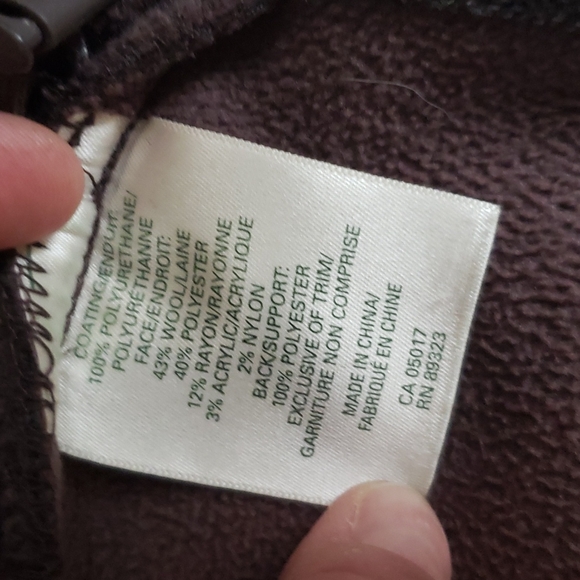 COATING/ENDUIT:
100% POLYURETHANE/
POLYURÉTHANNE
FACE/ENDROIT:
43% WOOL/LAINE
40% POLYESTER
12% RAYON/RAYONNE
3% ACRYLIC/ACRYLIQUE
2% NYLON
BACK/SUPPORT:
100% POLYESTER
EXCLUSIVE OF TRIM/
GARNITURE NON COMPRISE
MADE IN CHINA/
FABRIQUÉ EN CHINE
CA 05017
RN 89323